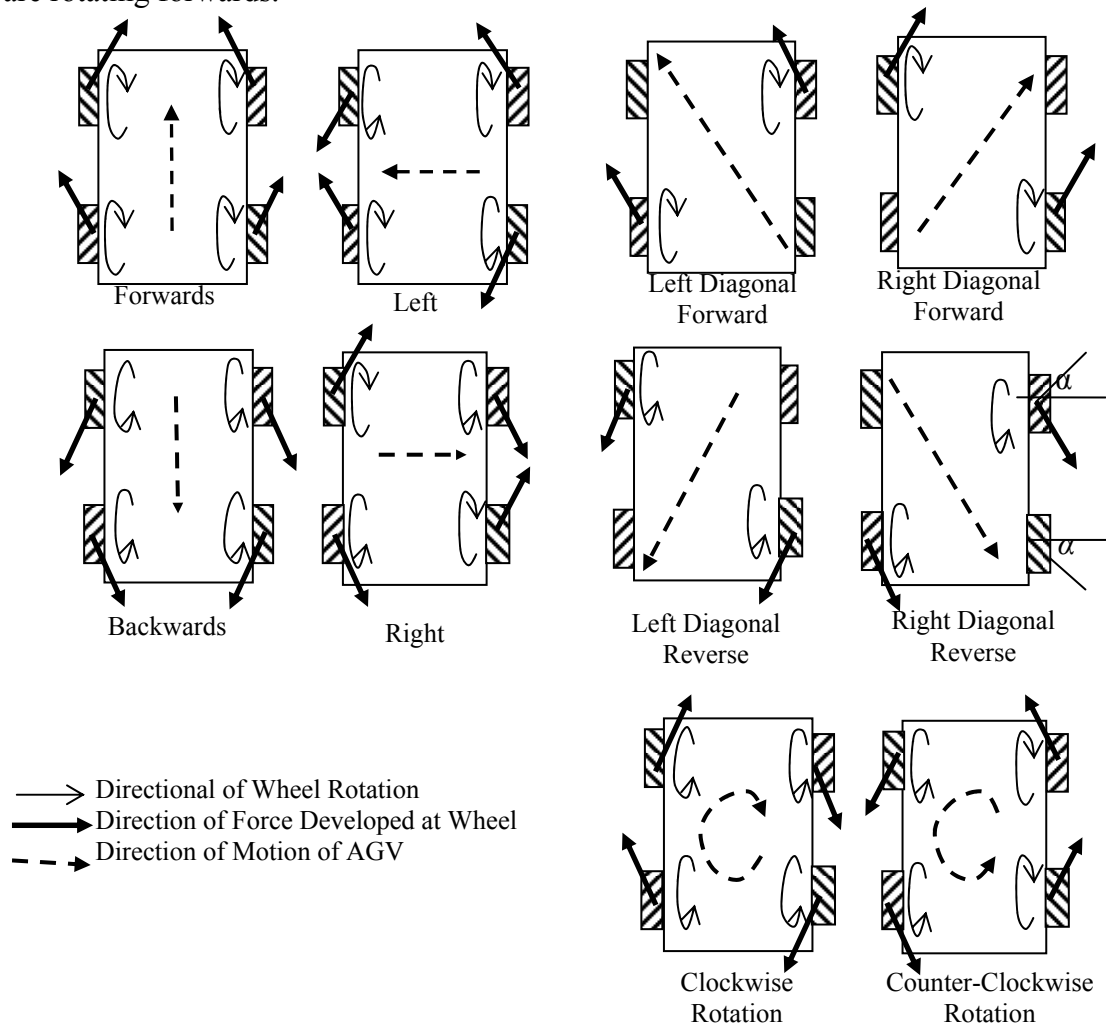 are rotating forwards.
Forwards
Left
Left Diagonal
Forward
Right Diagonal
Forward
α
α
Backwards
Right
Left Diagonal
Reverse
Right Diagonal
Reverse
Directional of Wheel Rotation
Direction of Force Developed at Wheel
Direction of Motion of AGV
Clockwise
Rotation
Counter-Clockwise
Rotation